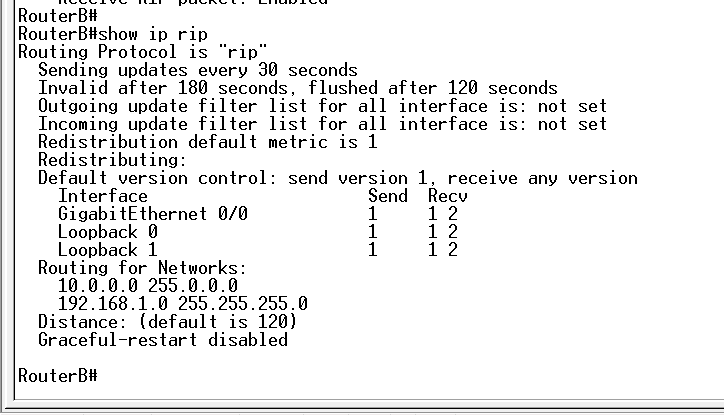 Receive RIP packet: Enabled
RouterB#
RouterB#show ip rip
Routing Protocol is "rip"
  Sending updates every 30 seconds
  Invalid after 180 seconds, flushed after 120 seconds
  Outgoing update filter list for all interface is: not set
  Incoming update filter list for all interface is: not set
  Redistribution default metric is 1
  Redistributing:
  Default version control: send version 1, receive any version
    Interface                         Send  Recv
    GigabitEthernet 0/0               1     1 2
    Loopback 0                        1     1 2
    Loopback 1                        1     1 2
  Routing for Networks:
    10.0.0.0 255.0.0.0
    192.168.1.0 255.255.255.0
  Distance: (default is 120)
  Graceful-restart disabled
RouterB#